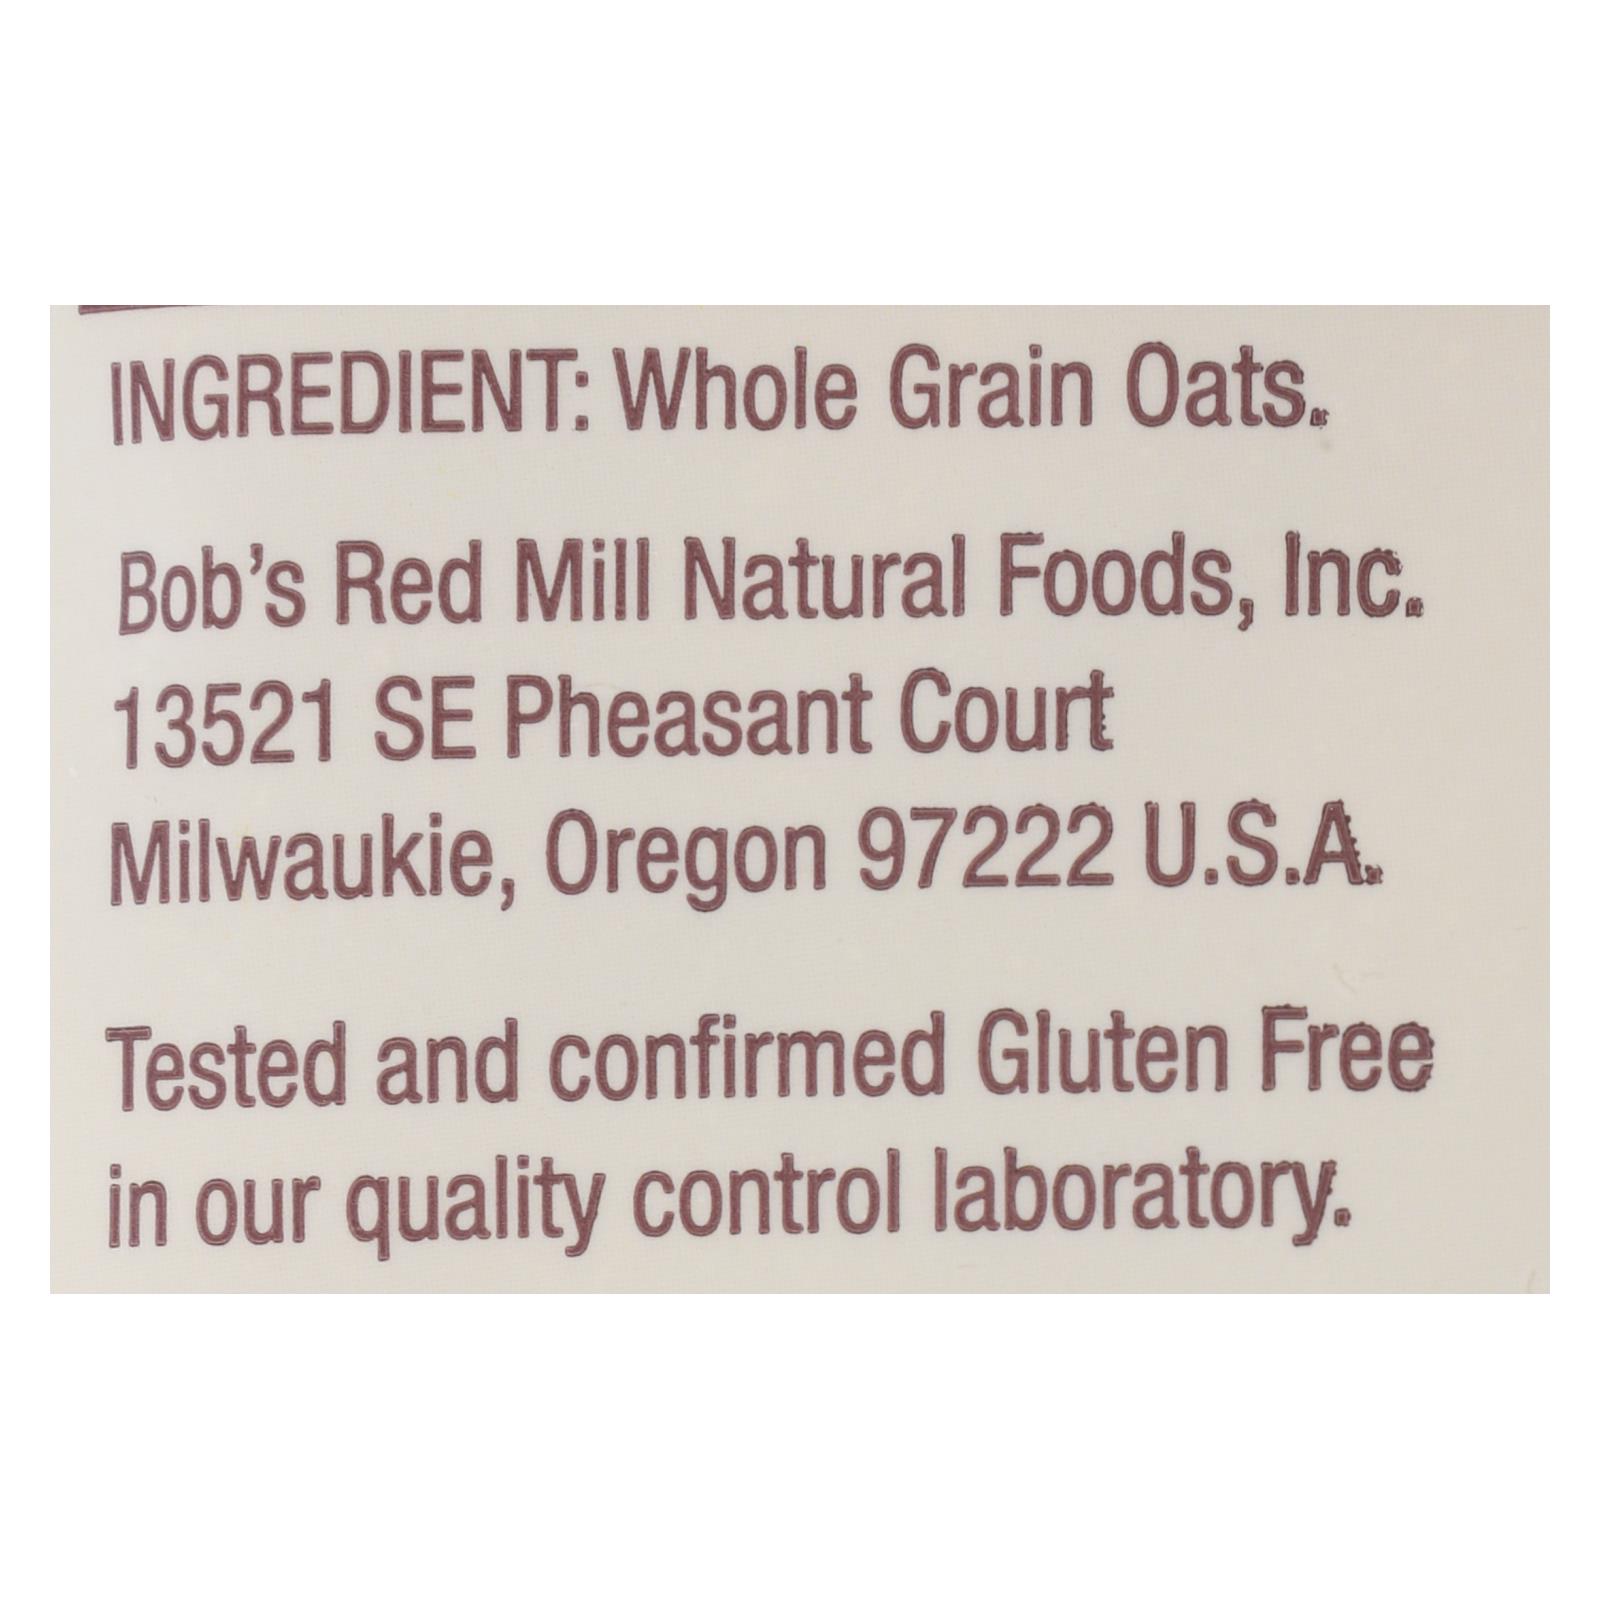 INGREDIENT: Whole Grain Oats.
Bob's Red Mill Natural Foods, Inc.
13521 SE Pheasant Court
Milwaukie, Oregon 97222 U.S.A.
Tested and confirmed Gluten Free
in our quality control laboratory.